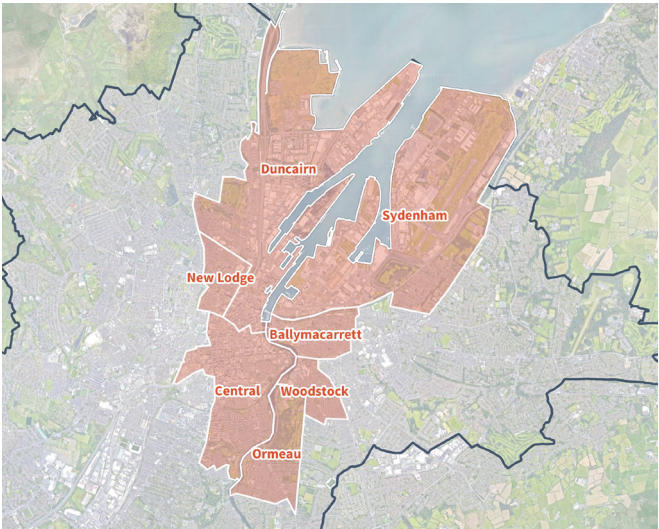 Duncairn
Sydenham
New Lodge
Ballymacarrett
Central
Woodstock
Ormeau